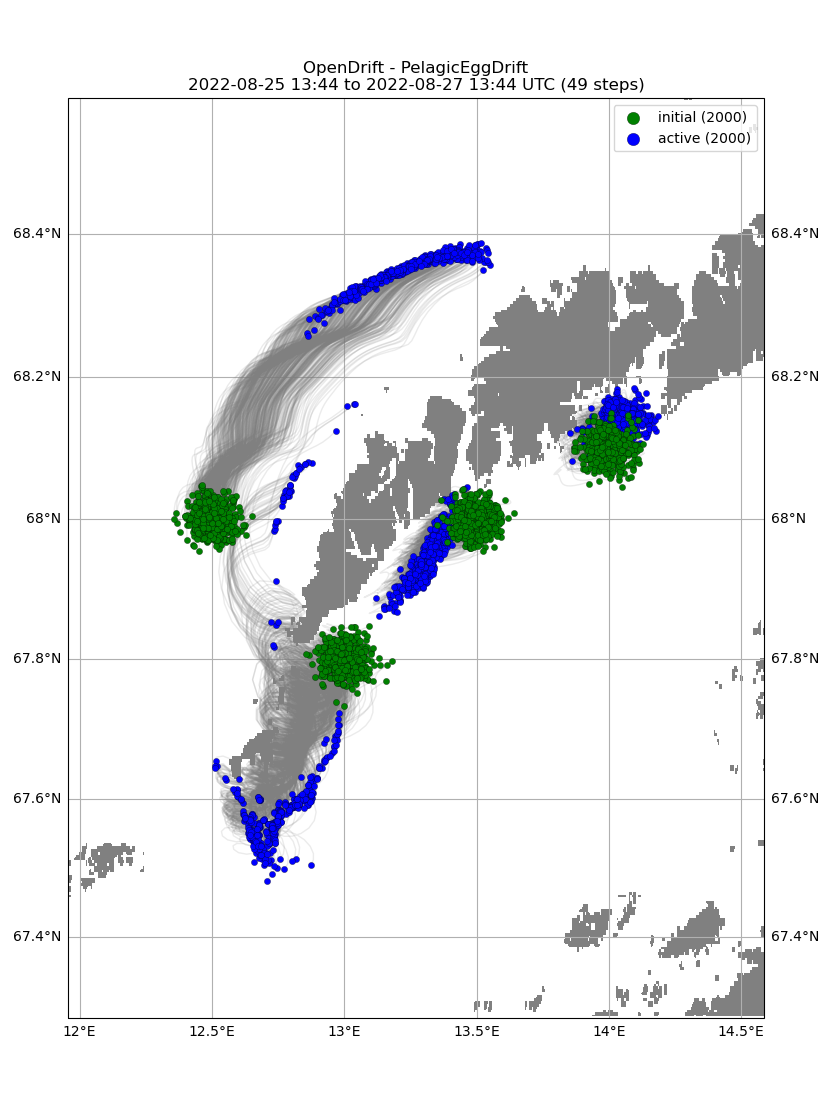 OpenDrift - PelagicEggDrift
2022-08-25 13:44 to 2022-08-27 13:44 UTC (49 steps)
initial (2000)
active (2000)
68.4°N 68.4°N
68.2°N 68.2°N
68°N 68°N
67.8°N 67.8°N
67.6°N 67.6°N
67.4°N 67.4°N
12°E 12.5°E 13°E 13.5°E 14°E 14.5°E